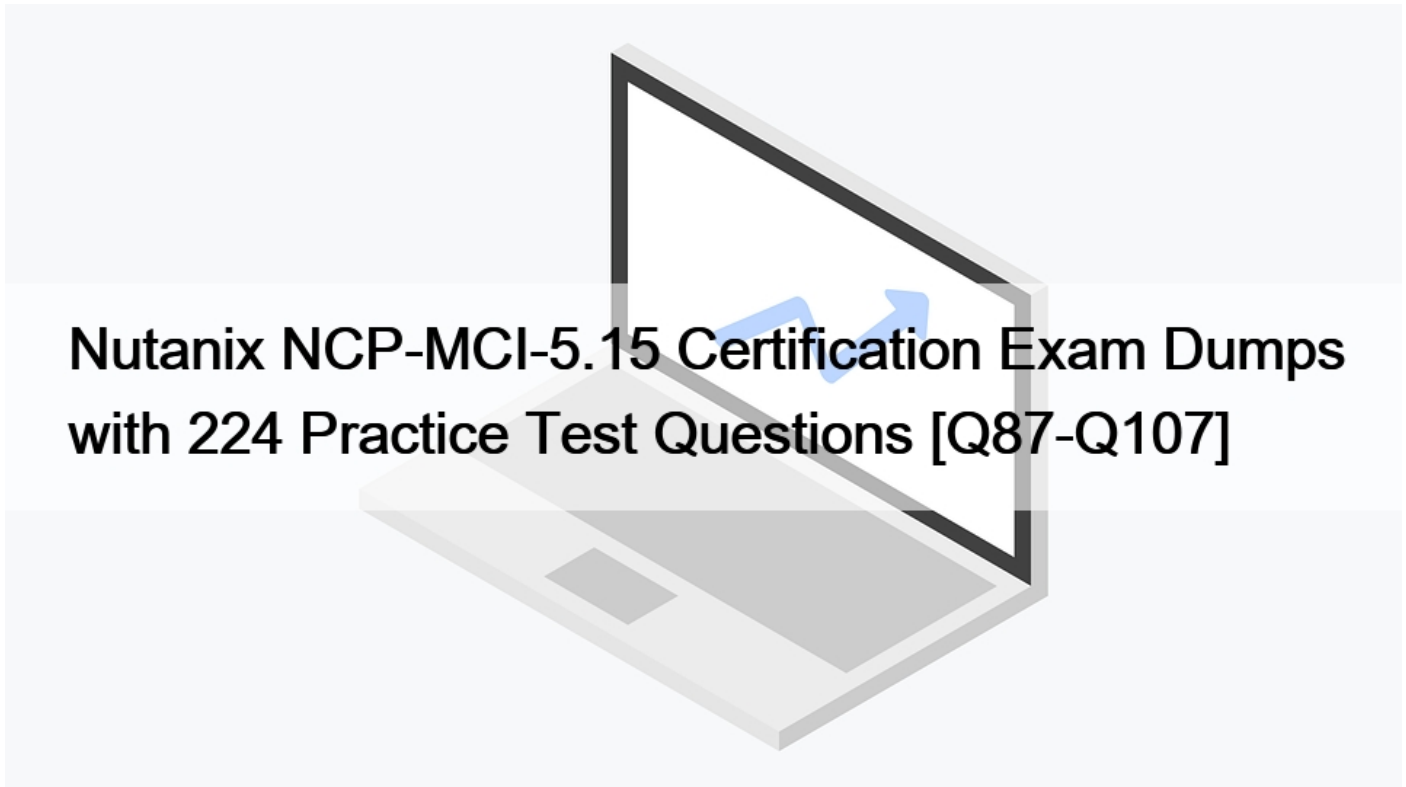 Nutanix NCP-MCI-5.15 Certification Exam Dumps
with 224 Practice Test Questions [Q87-Q107]